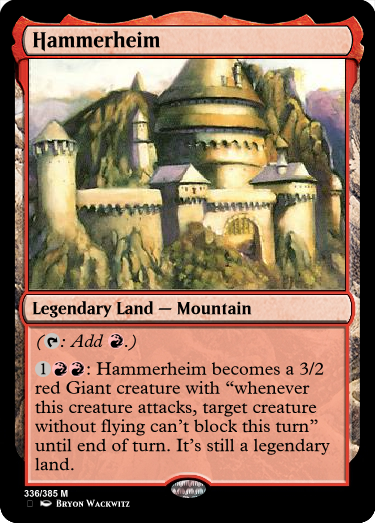 Hammerheim
Legendary Land — Mountain
(T: Add R.)
1RR: Hammerheim becomes a 3/2
red Giant creature with “whenever
this creature attacks, target creature
without flying can’t block this turn”
until end of turn. It’s still a legendary
land.
336/385 M
Bryon Wackwitz